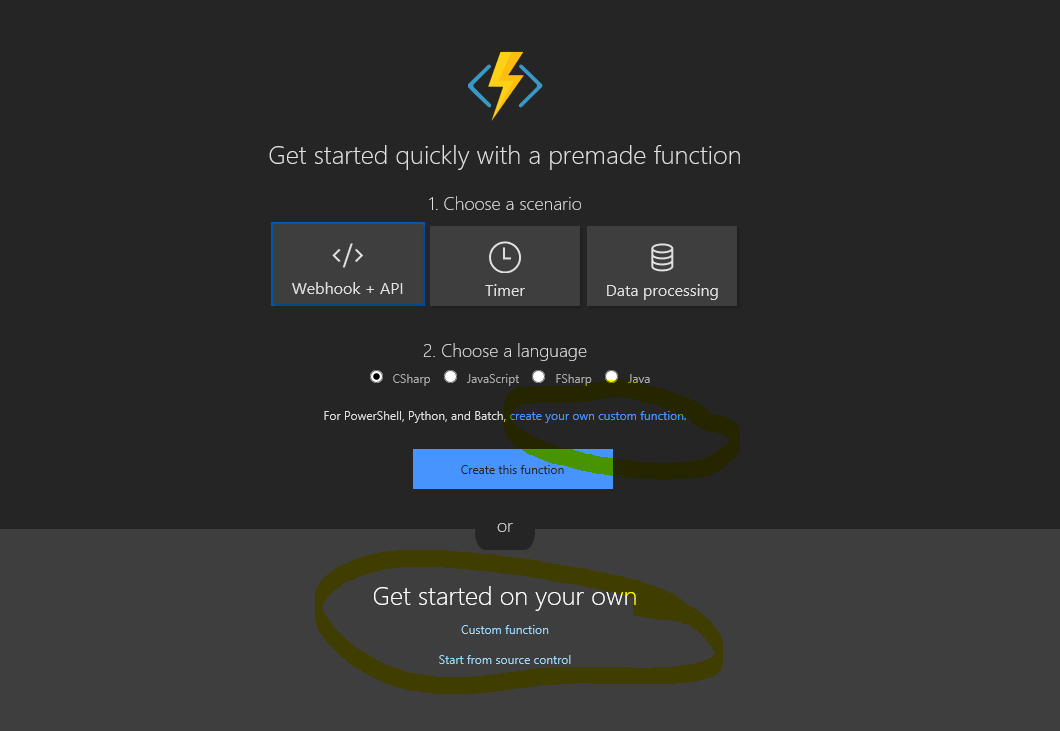 Get started quickly with a premade function
1. Choose a scenario
Webhook + API
Timer
Data processing
2. Choose a language
CSharp JavaScript FSharp Java
For PowerShell, Python, and Batch, create your own custom function.
Create this function
or
Get started on your own
Custom function
Start from source control